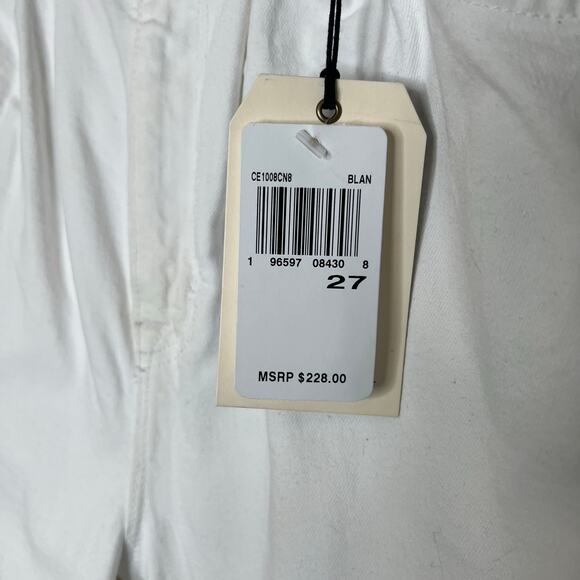 CE1008CN8 BLAN
1 96597 08430 8
27
MSRP $228.00